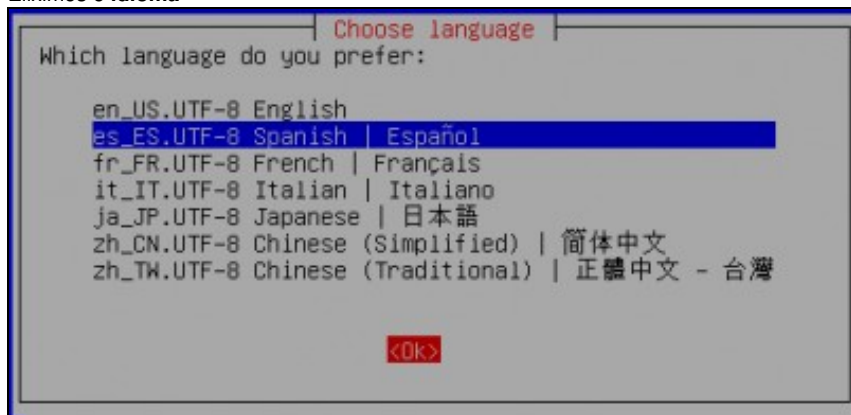 Choose language
Which language do you prefer:
en_US.UTF-8 English
es_ES.UTF-8 Spanish | Español
fr_FR.UTF-8 French | Français
it_IT.UTF-8 Italian | Italiano
ja_JP.UTF-8 Japanese | 日本語
zh_CN.UTF-8 Chinese (Simplified) | 简体中文
zh_TW.UTF-8 Chinese (Traditional) | 正體中文 - 台灣
<Ok>